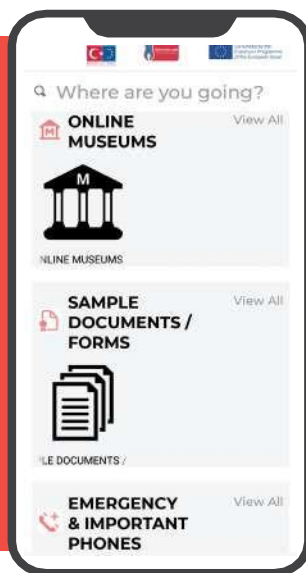 Where are you going?
ONLINE
MUSEUMS
View All
M
M
NLINE MUSEUMS
SAMPLE
DOCUMENTS /
FORMS
View All
LE DOCUMENTS /
EMERGENCY
& IMPORTANT
PHONES
View All